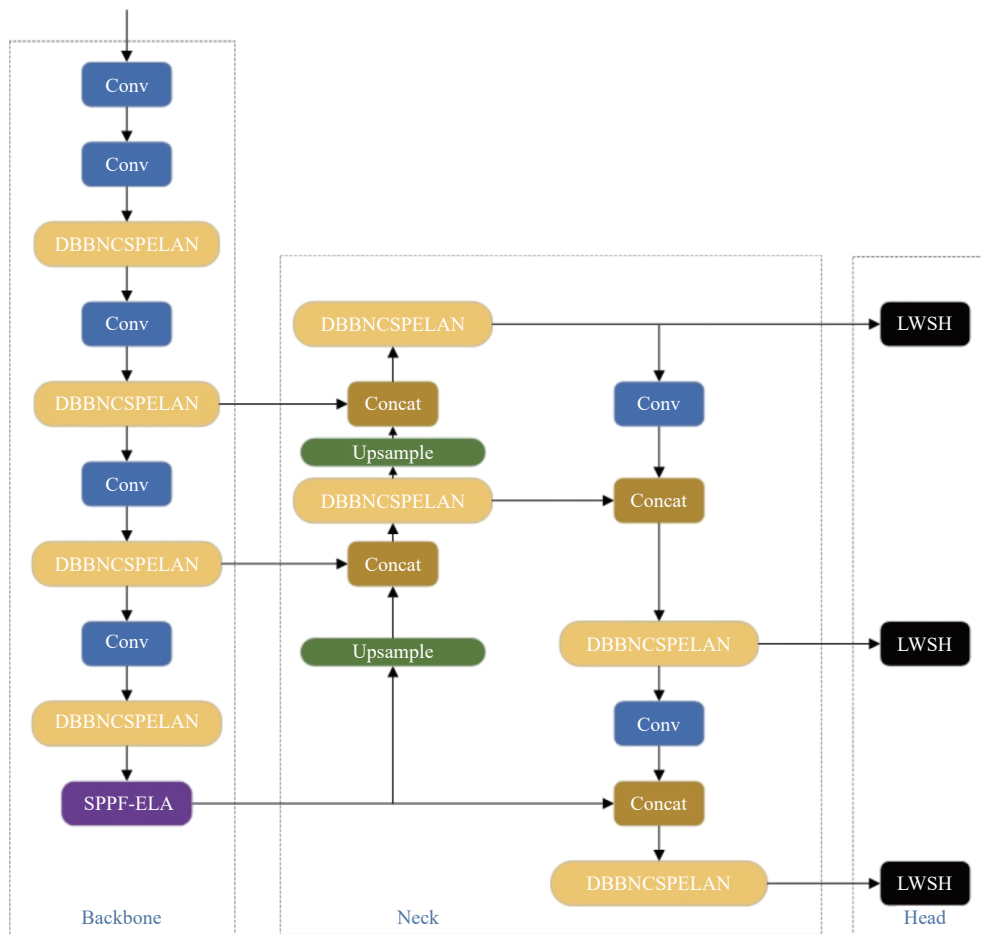 Conv
Conv
DBBNCSPELAN
Conv
DBBNCSPELAN
Conv
DBBNCSPELAN
Conv
DBBNCSPELAN
SPPF-ELA
Backbone
DBBNCSPELAN
Concat
Upsample
DBBNCSPELAN
Concat
Upsample
Conv
Concat
DBBNCSPELAN
Conv
Concat
DBBNCSPELAN
Neck
LWSH
LWSH
LWSH
Head